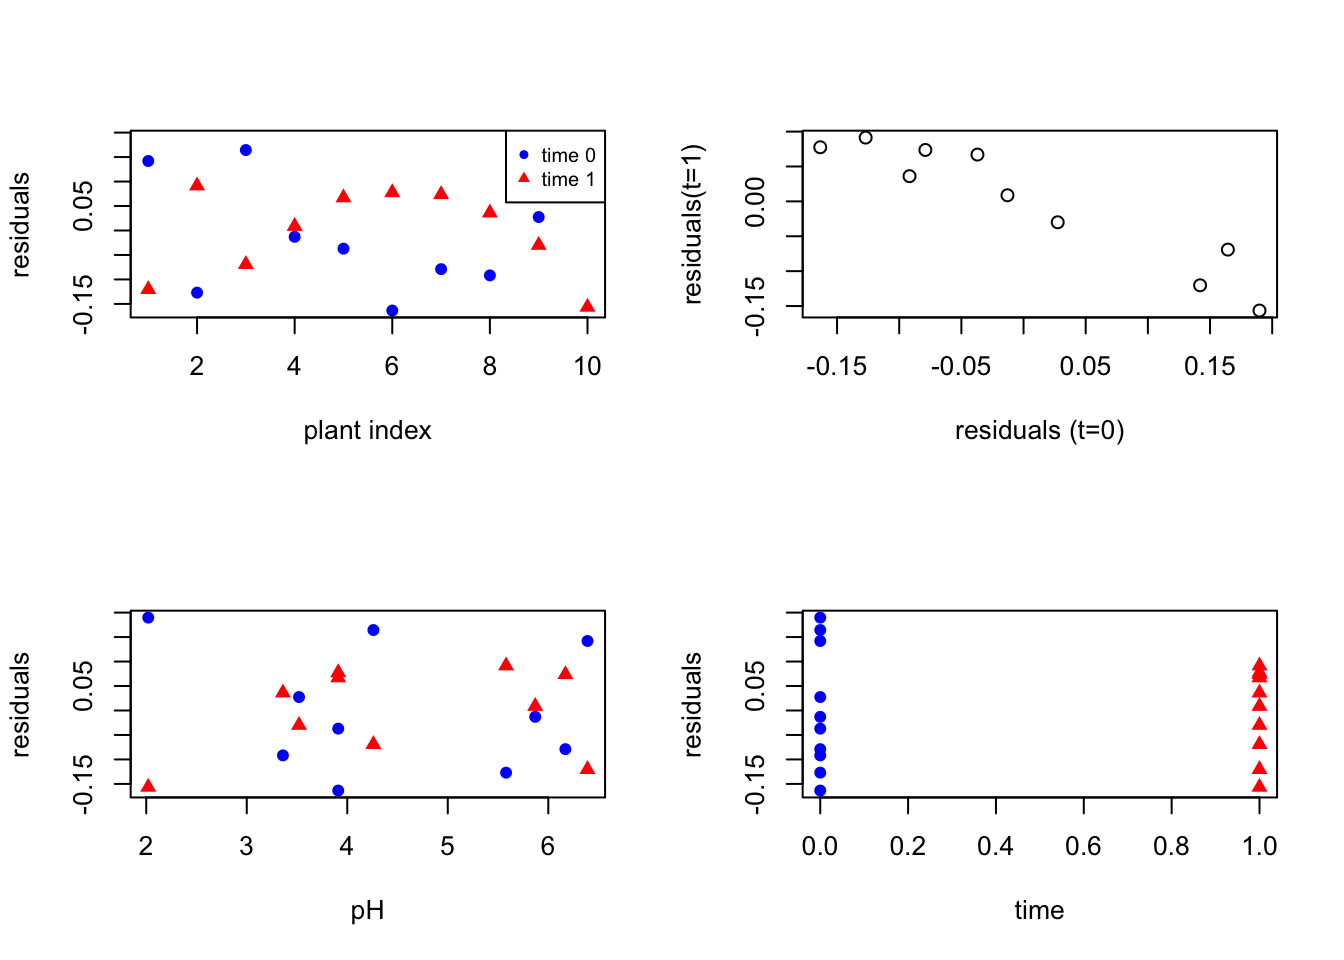 residuals
0.05
-0.15
time 0
time 1
2 4 6 8 10
plant index
residuals(t=1)
0.00
-0.15
-0.15 -0.05 0.05 0.15
residuals (t=0)
residuals
0.05
-0.15
2 3 4 5 6
pH
residuals
0.05
-0.15
0.0 0.2 0.4 0.6 0.8 1.0
time